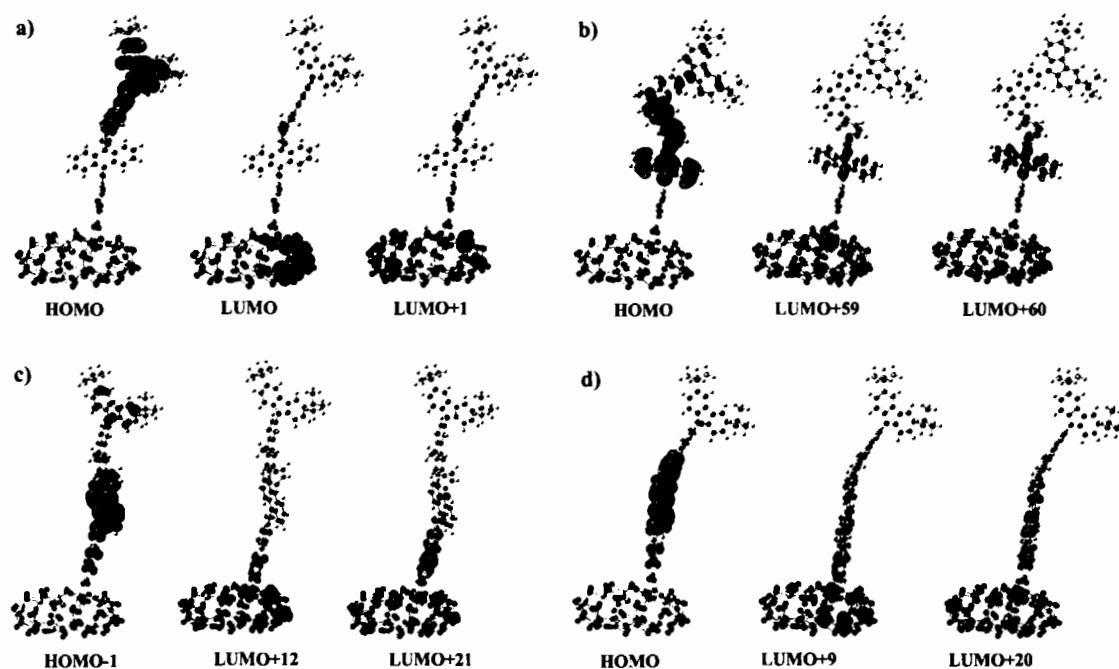 a)
b)
HOMO LUMO LUMO+1
HOMO LUMO+59 LUMO+60
c)
d)
HOMO-1 LUMO+12 LUMO+21
HOMO LUMO+9 LUMO+20